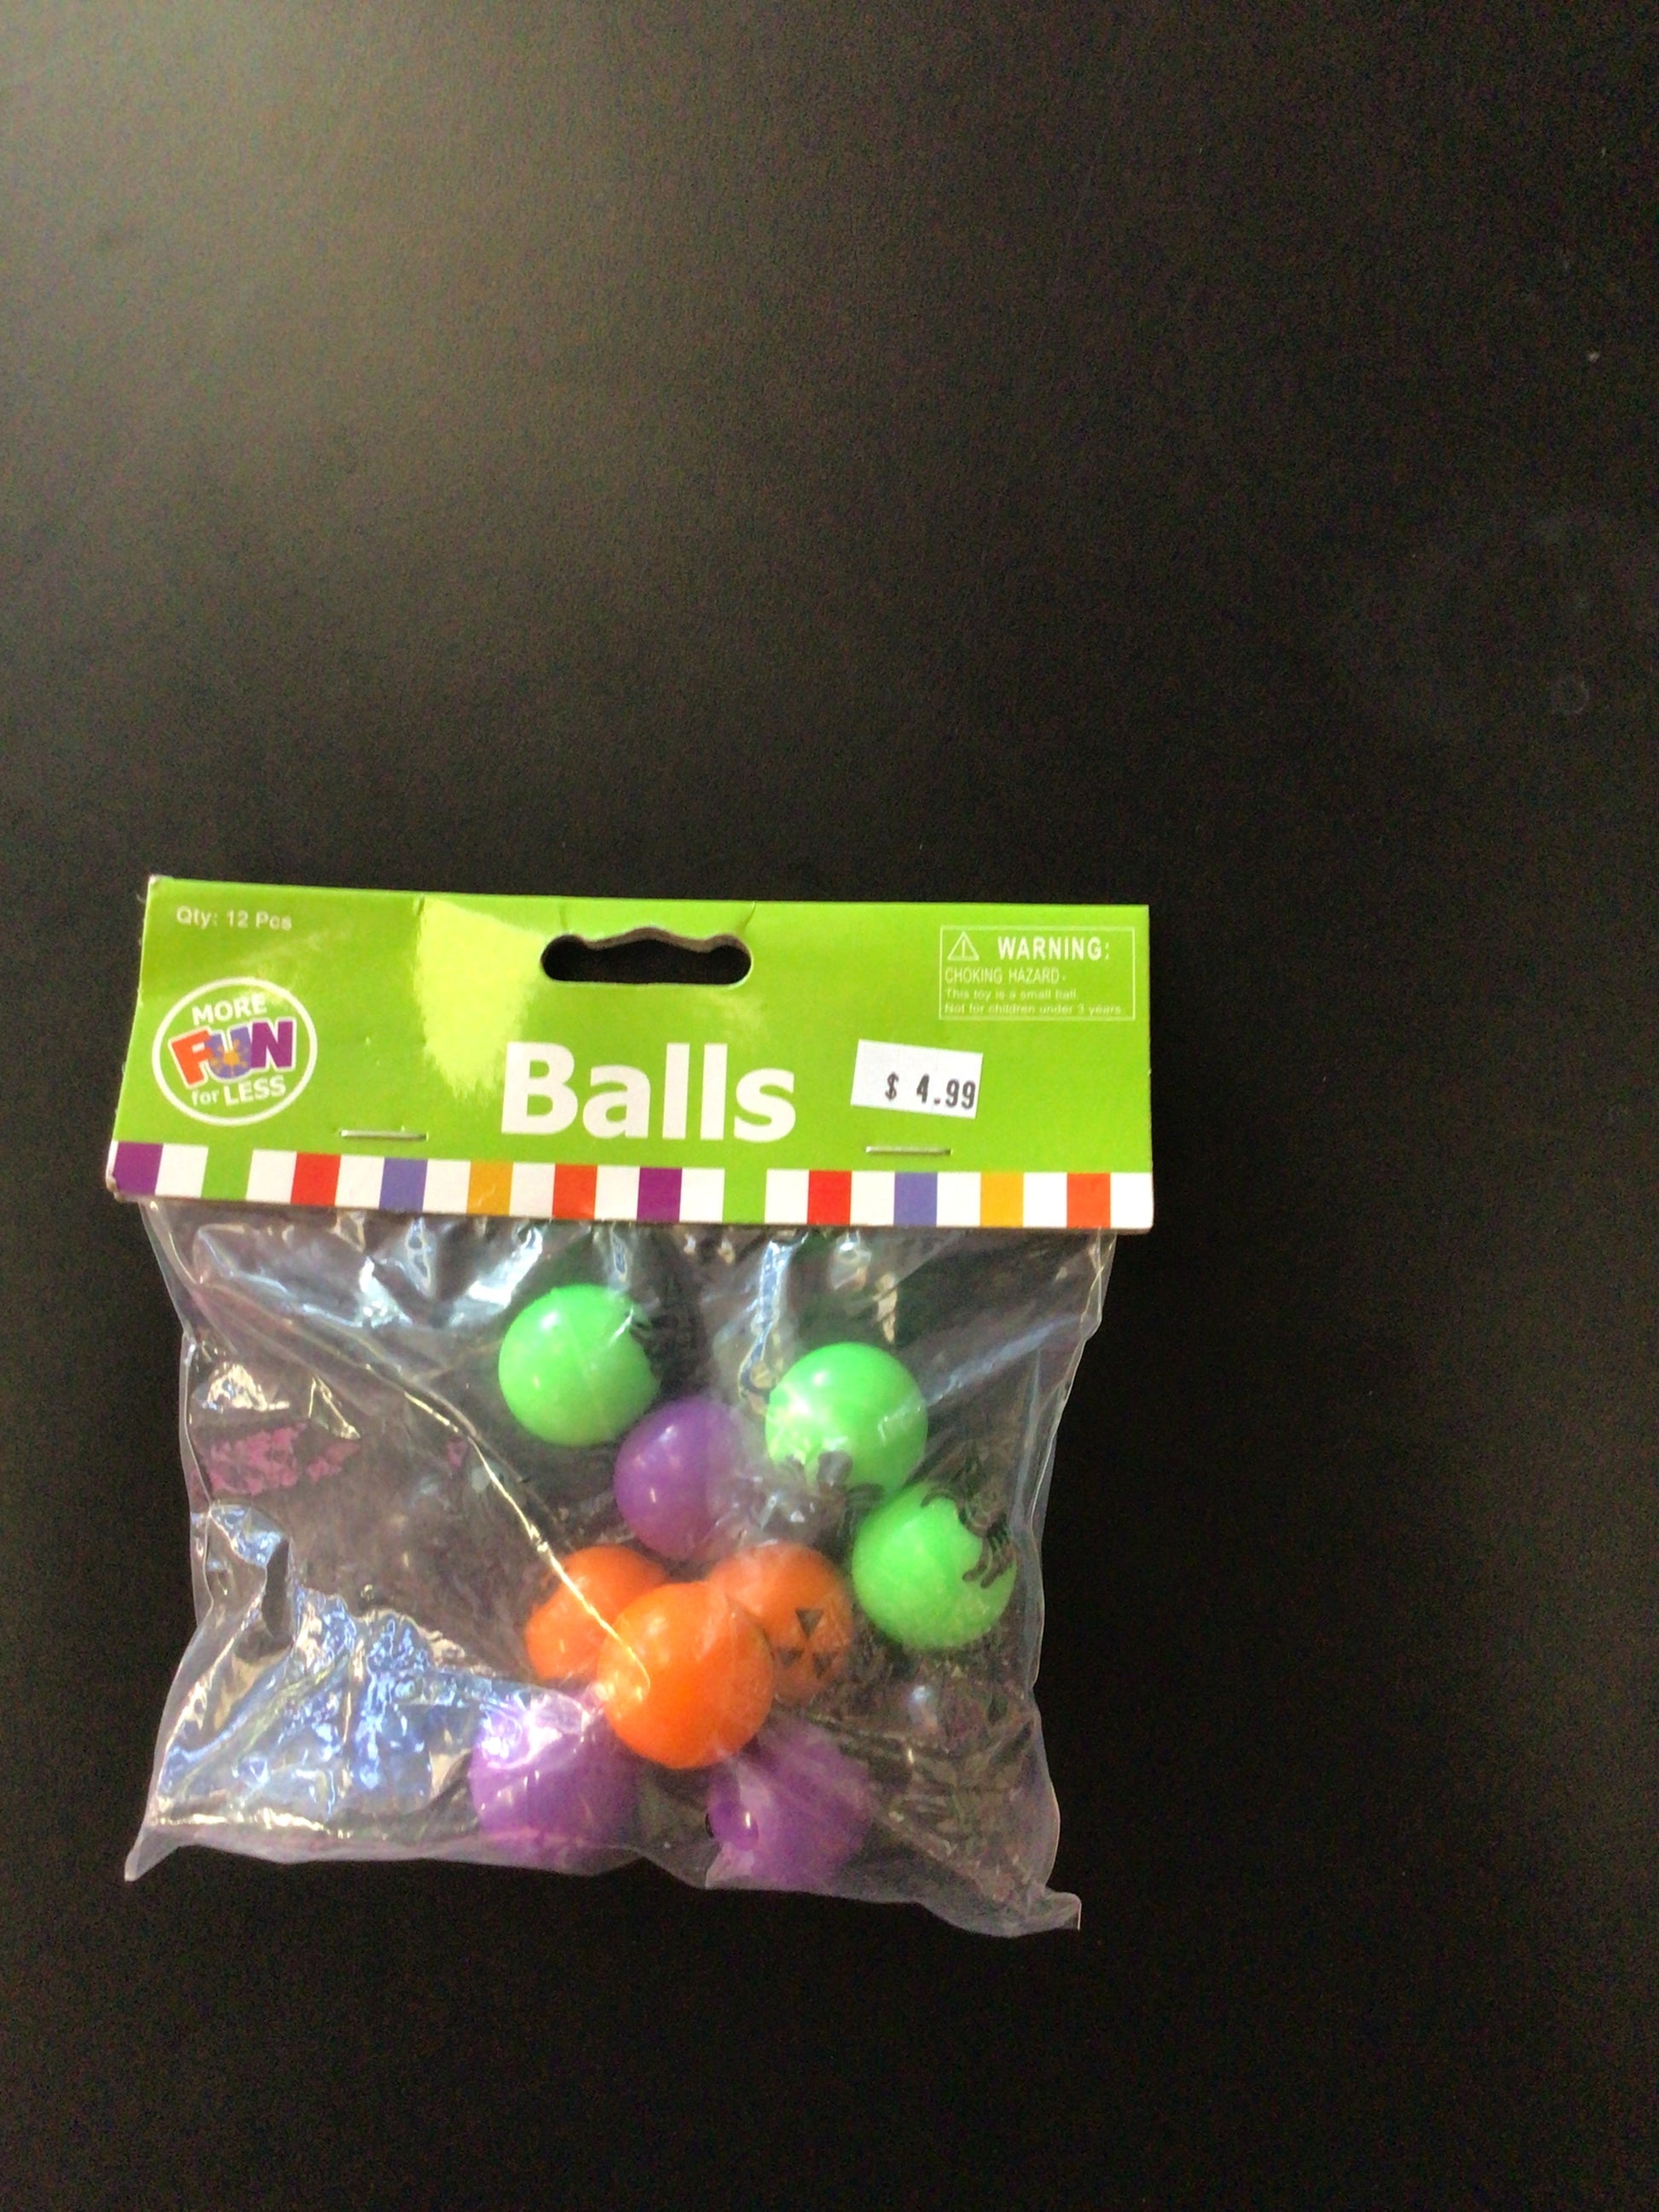 Qty: 12 Pcs
MORE
FUN
for LESS
Balls
WARNING:
CHOKING HAZARD-
This toy is a small Ball.
Not for children under 3 years.
$ 4.99